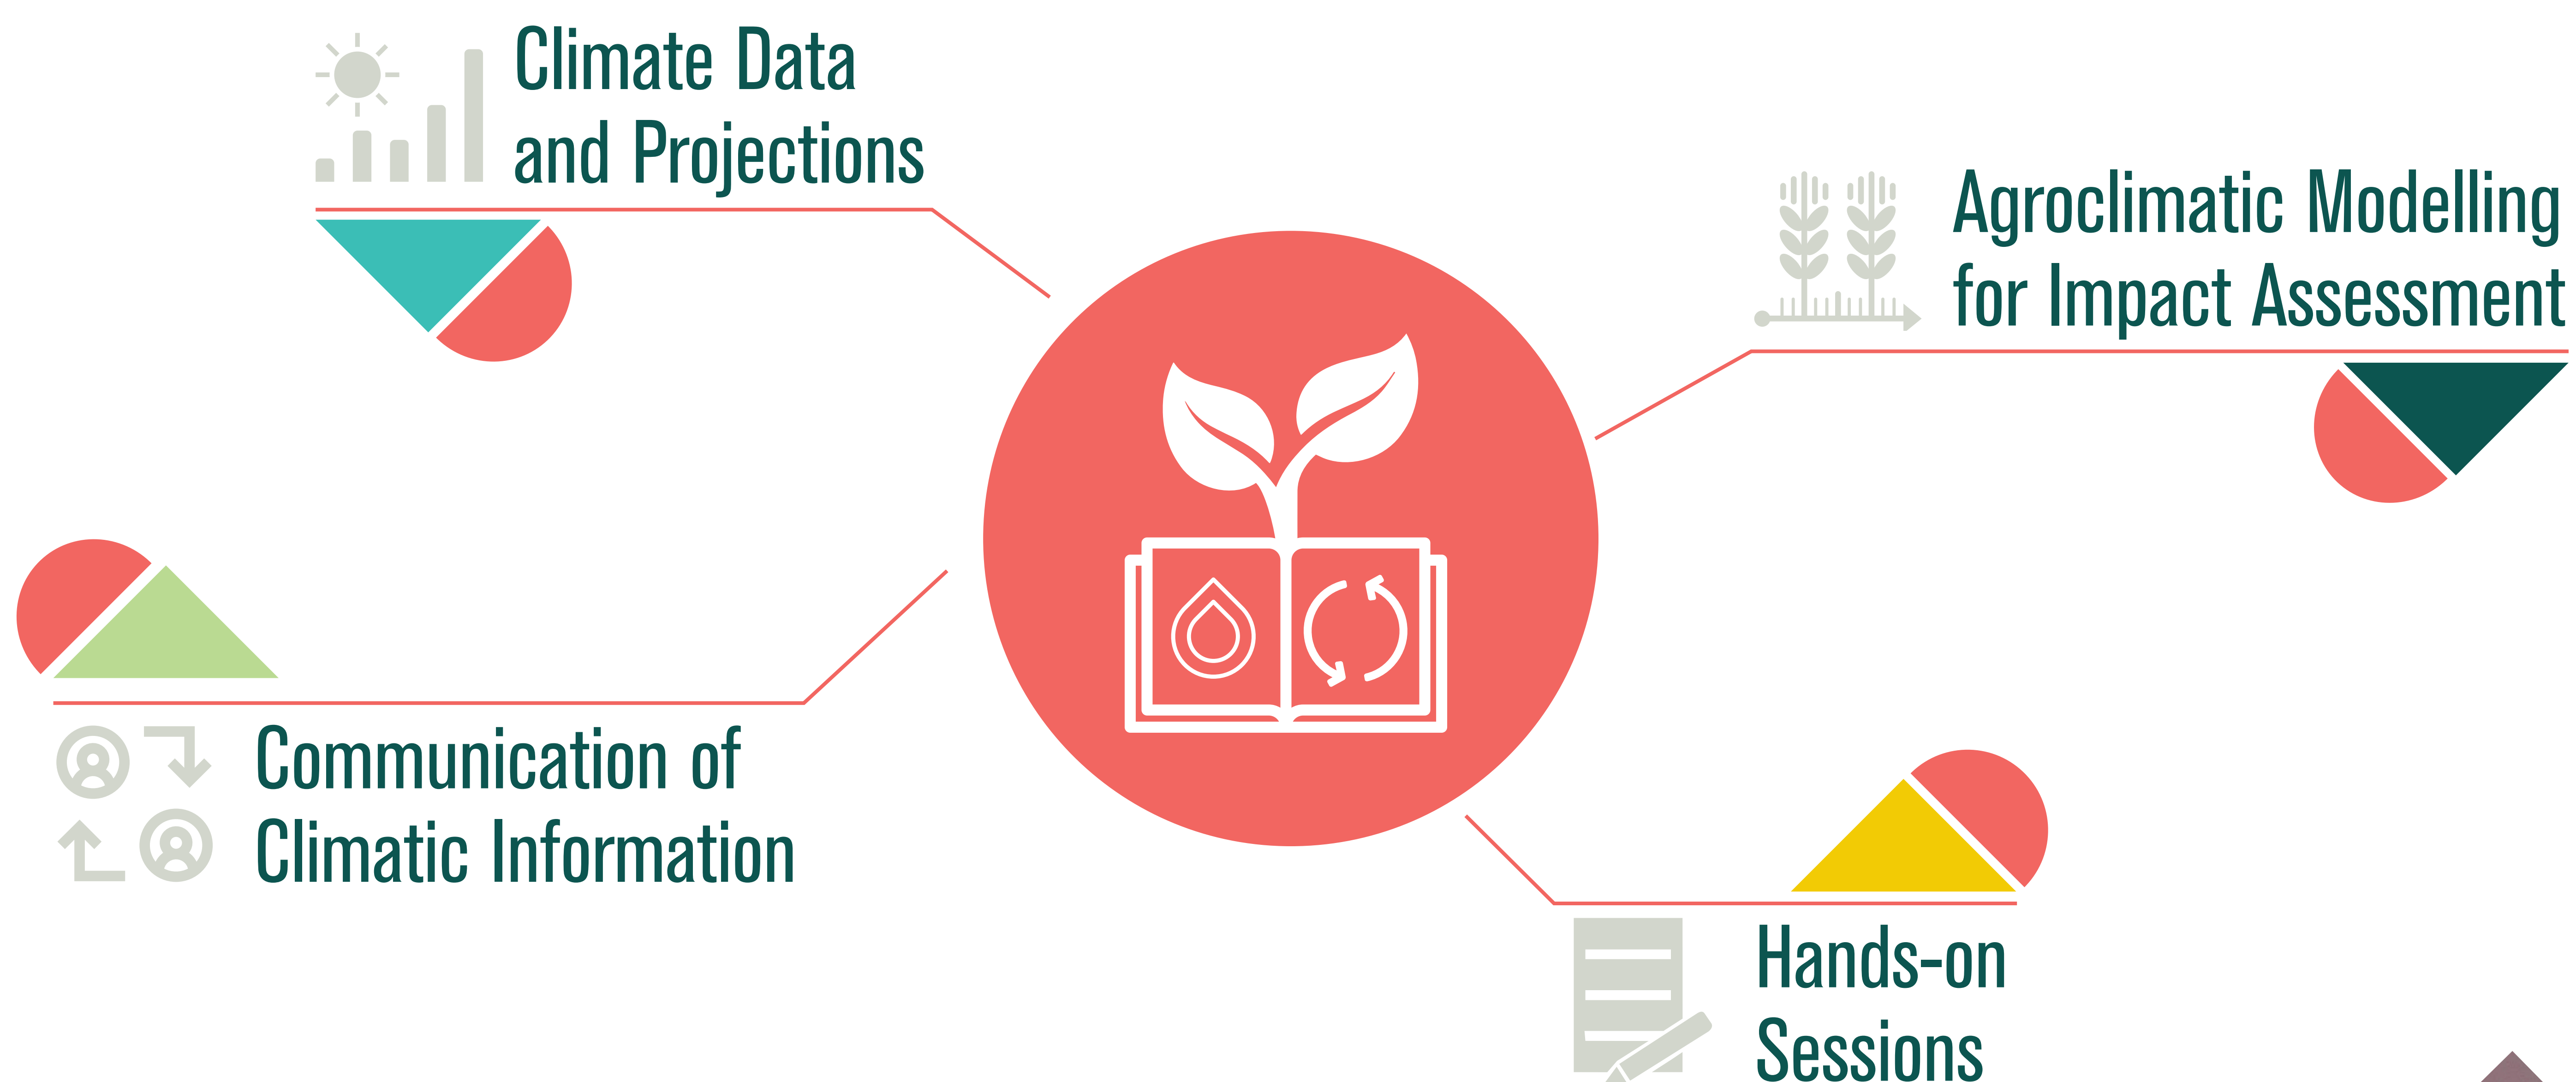 Climate Data
and Projections
Agroclimatic Modelling
for Impact Assessment
Communication of
Climatic Information
Hands-on
Sessions